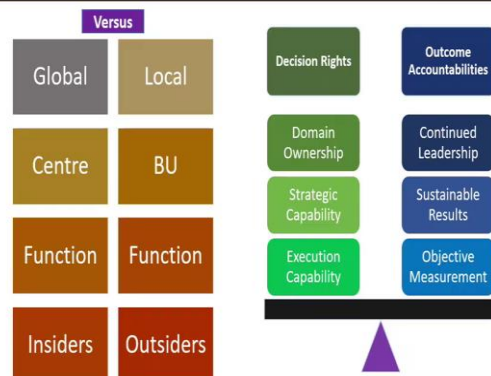 Versus
Global
Local
Centre
BU
Function
Function
Insiders
Outsiders
Decision Rights
Outcome
Accountabilities
Domain
Ownership
Continued
Leadership
Strategic
Capability
Sustainable
Results
Execution
Capability
Objective
Measurement